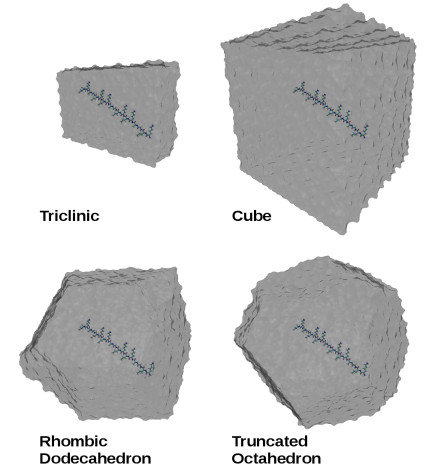 Triclinic
Cube
Rhombic
Dodecahedron
Truncated
Octahedron